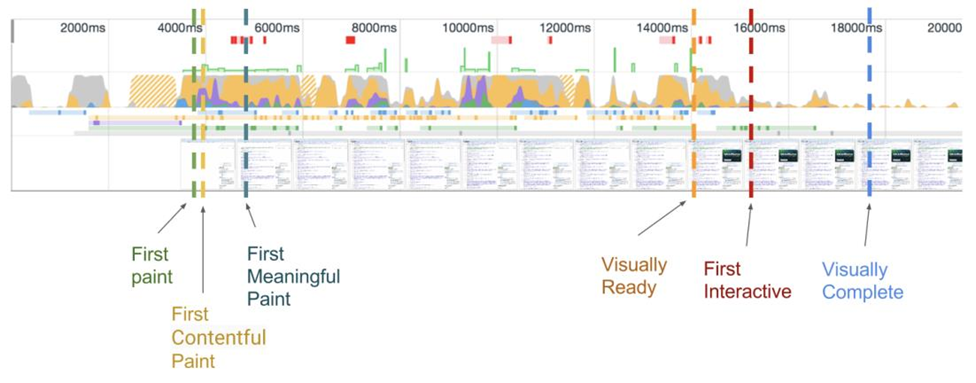 2000ms 4000ms 6000ms 8000ms 10000ms 12000ms 14000ms 16000ms 18000ms 20000
First
paint
First
Contentful
Paint
First
Meaningful
Paint
Visually
Ready
First
Interactive
Visually
Complete